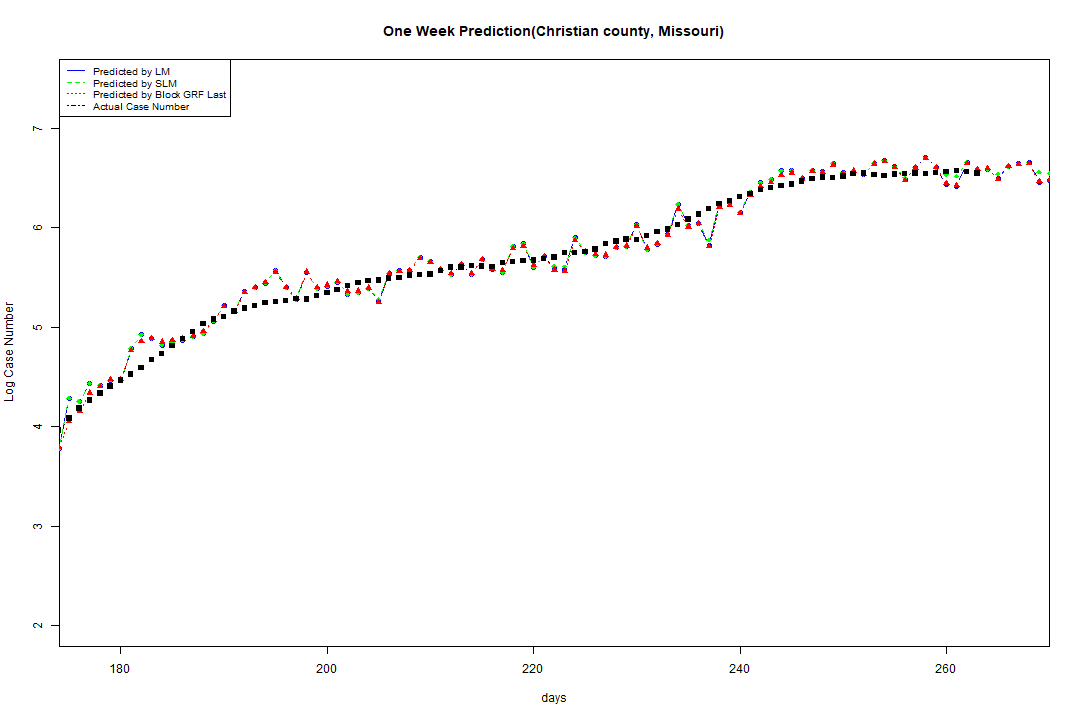 One Week Prediction(Christian county, Missouri)
Predicted by LM
Predicted by SLM
Predicted by Block GRF Last
Actual Case Number
7
6
5
4
3
2
Log Case Number
180 200 220 240 260
days